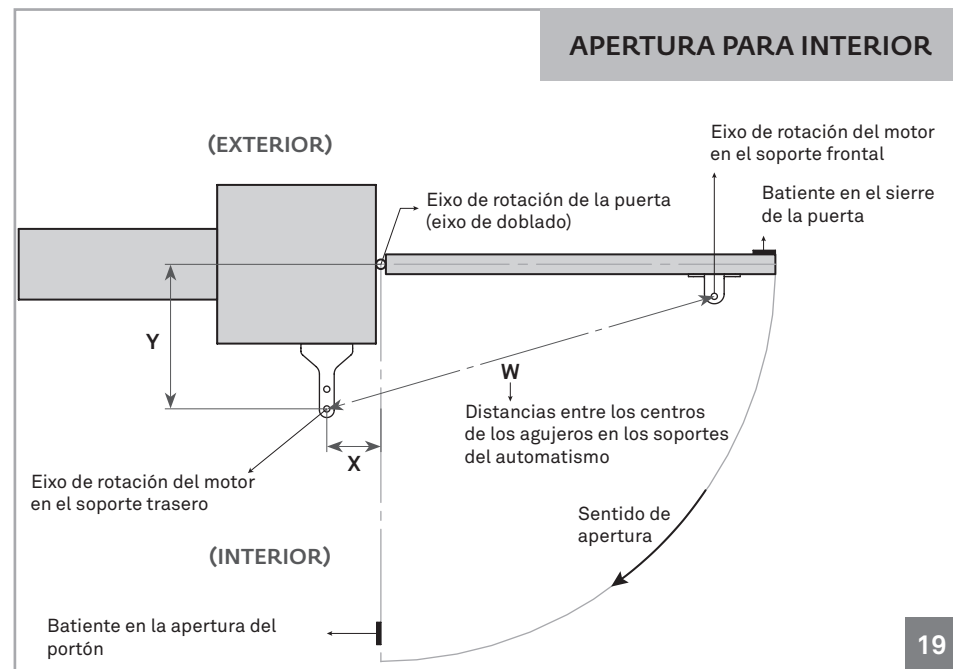 APERTURA PARA INTERIOR
(EXTERIOR)
Eixo de rotación del motor
en el soporte frontal
Eixo de rotación de la puerta
(eixo de doblado)
Batiente en el sierre
de la puerta
Y
W
Distancias entre los centros
de los agujeros en los soportes
del automatismo
X
Eixo de rotación del motor
en el soporte trasero
Sentido de
apertura
(INTERIOR)
Batiente en la apertura del
portón
19